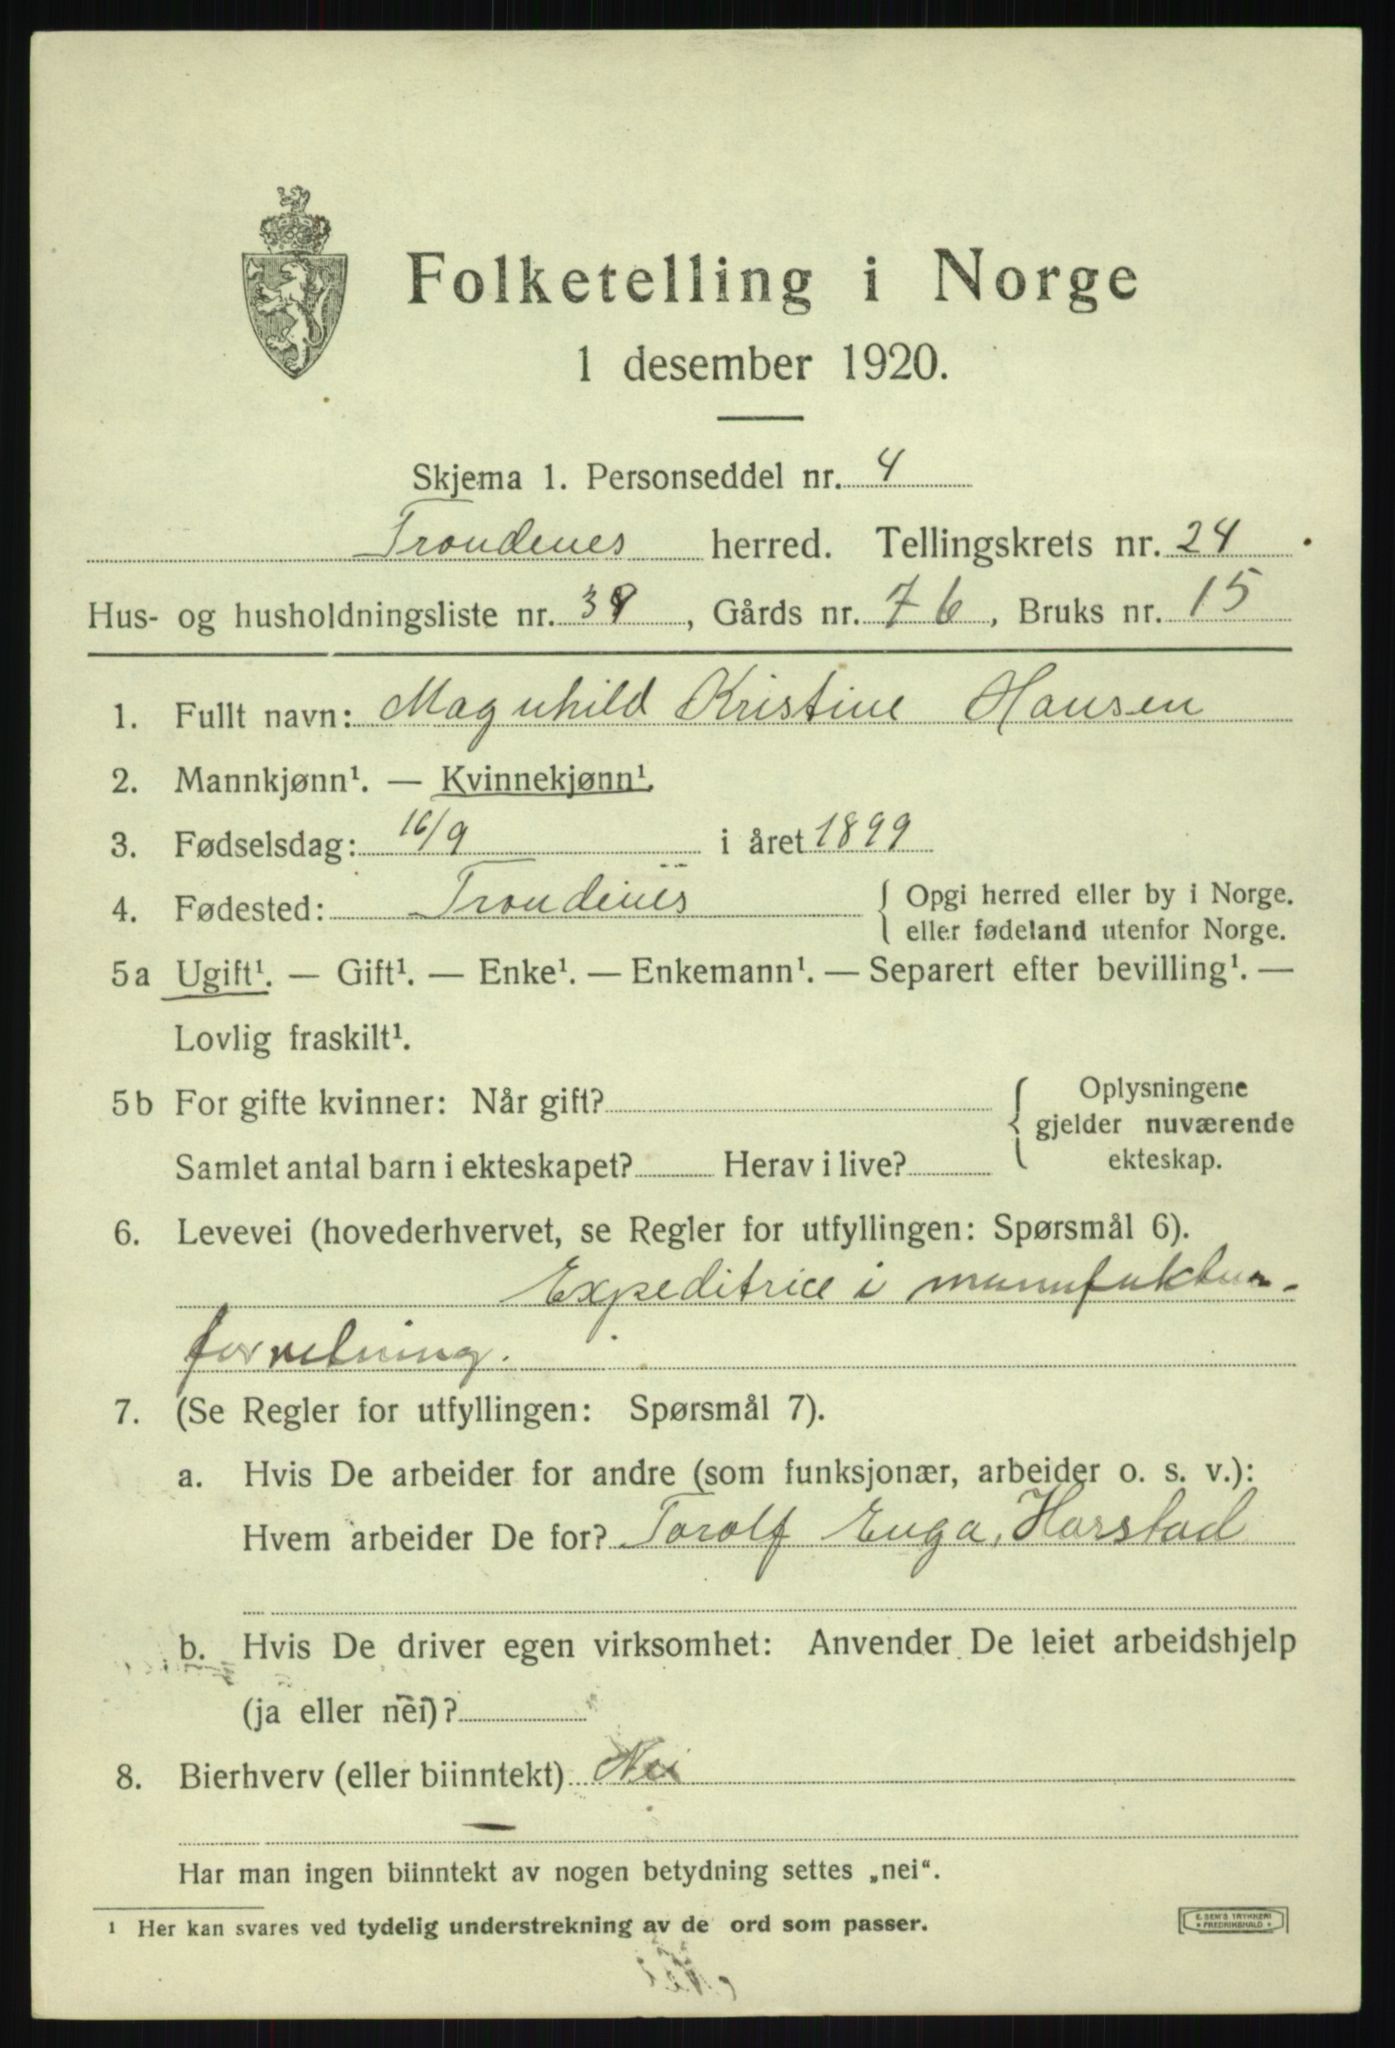 Folketelling i Norge
1 desember 1920.
Skjema 1. Personseddel nr. 4
Trondenes herred. Tellingskrets nr. 24
Hus- og husholdningsliste nr. 39, Gårds nr. 76, Bruks nr. 15
1. Fullt navn: Magnhild Kristine Hansen
2. Mannkjønn¹. — Kvinnekjønn¹.
3. Fødselsdag: 16/9 i året 1899
4. Fødested: Trondenes { Opgi herred eller by i Norge.
eller fødeland utenfor Norge.
5a Ugift¹. — Gift¹. — Enke¹. — Enkemann¹. — Separert efter bevilling¹. —
Lovlig fraskilt¹.
5b For gifte kvinner: Når gift? { Oplysningene
gjelder nuværende
Samlet antal barn i ekteskapet? Herav i live? ekteskap.
6. Levevei (hovederhvervet, se Regler for utfyllingen: Spørsmål 6).
Expeditrice i manufaktur-
forretning.
7. (Se Regler for utfyllingen: Spørsmål 7).
a. Hvis De arbeider for andre (som funksjonær, arbeider o. s. v.):
Hvem arbeider De for? Torolf Enga, Harstad
b. Hvis De driver egen virksomhet: Anvender De leiet arbeidshjelp
(ja eller nei)?
8. Bierhverv (eller biinntekt) Nei
Har man ingen biinntekt av nogen betydning settes „nei“.
¹ Her kan svares ved tydelig understrekning av de ord som passer.
E. SEM'S TRYKKERI
FREDRIKSHALD